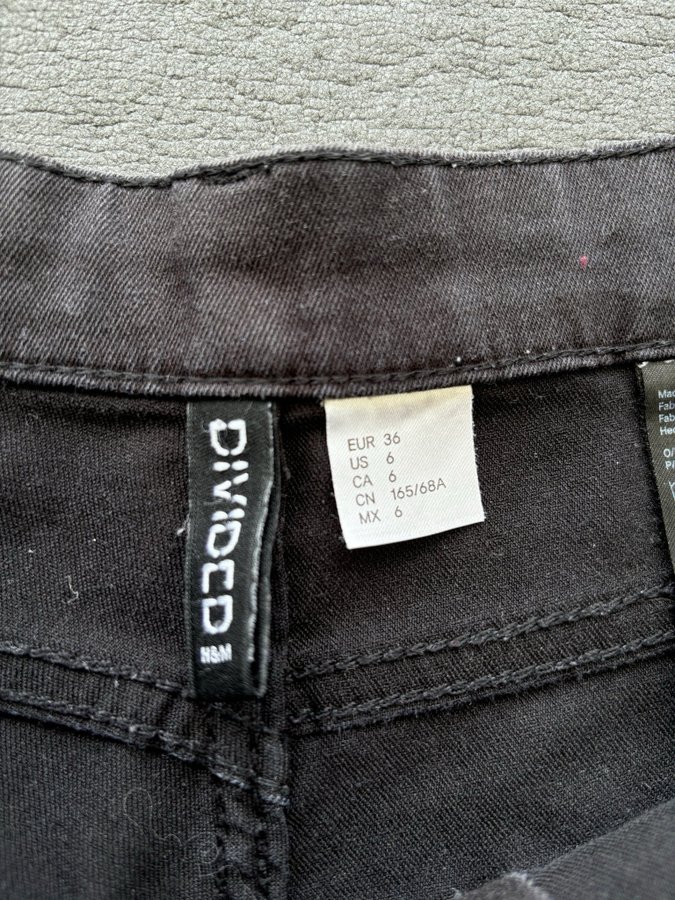 DIVIDED
H&M
EUR 36
US 6
CA 6
CN 165/68A
MX 6